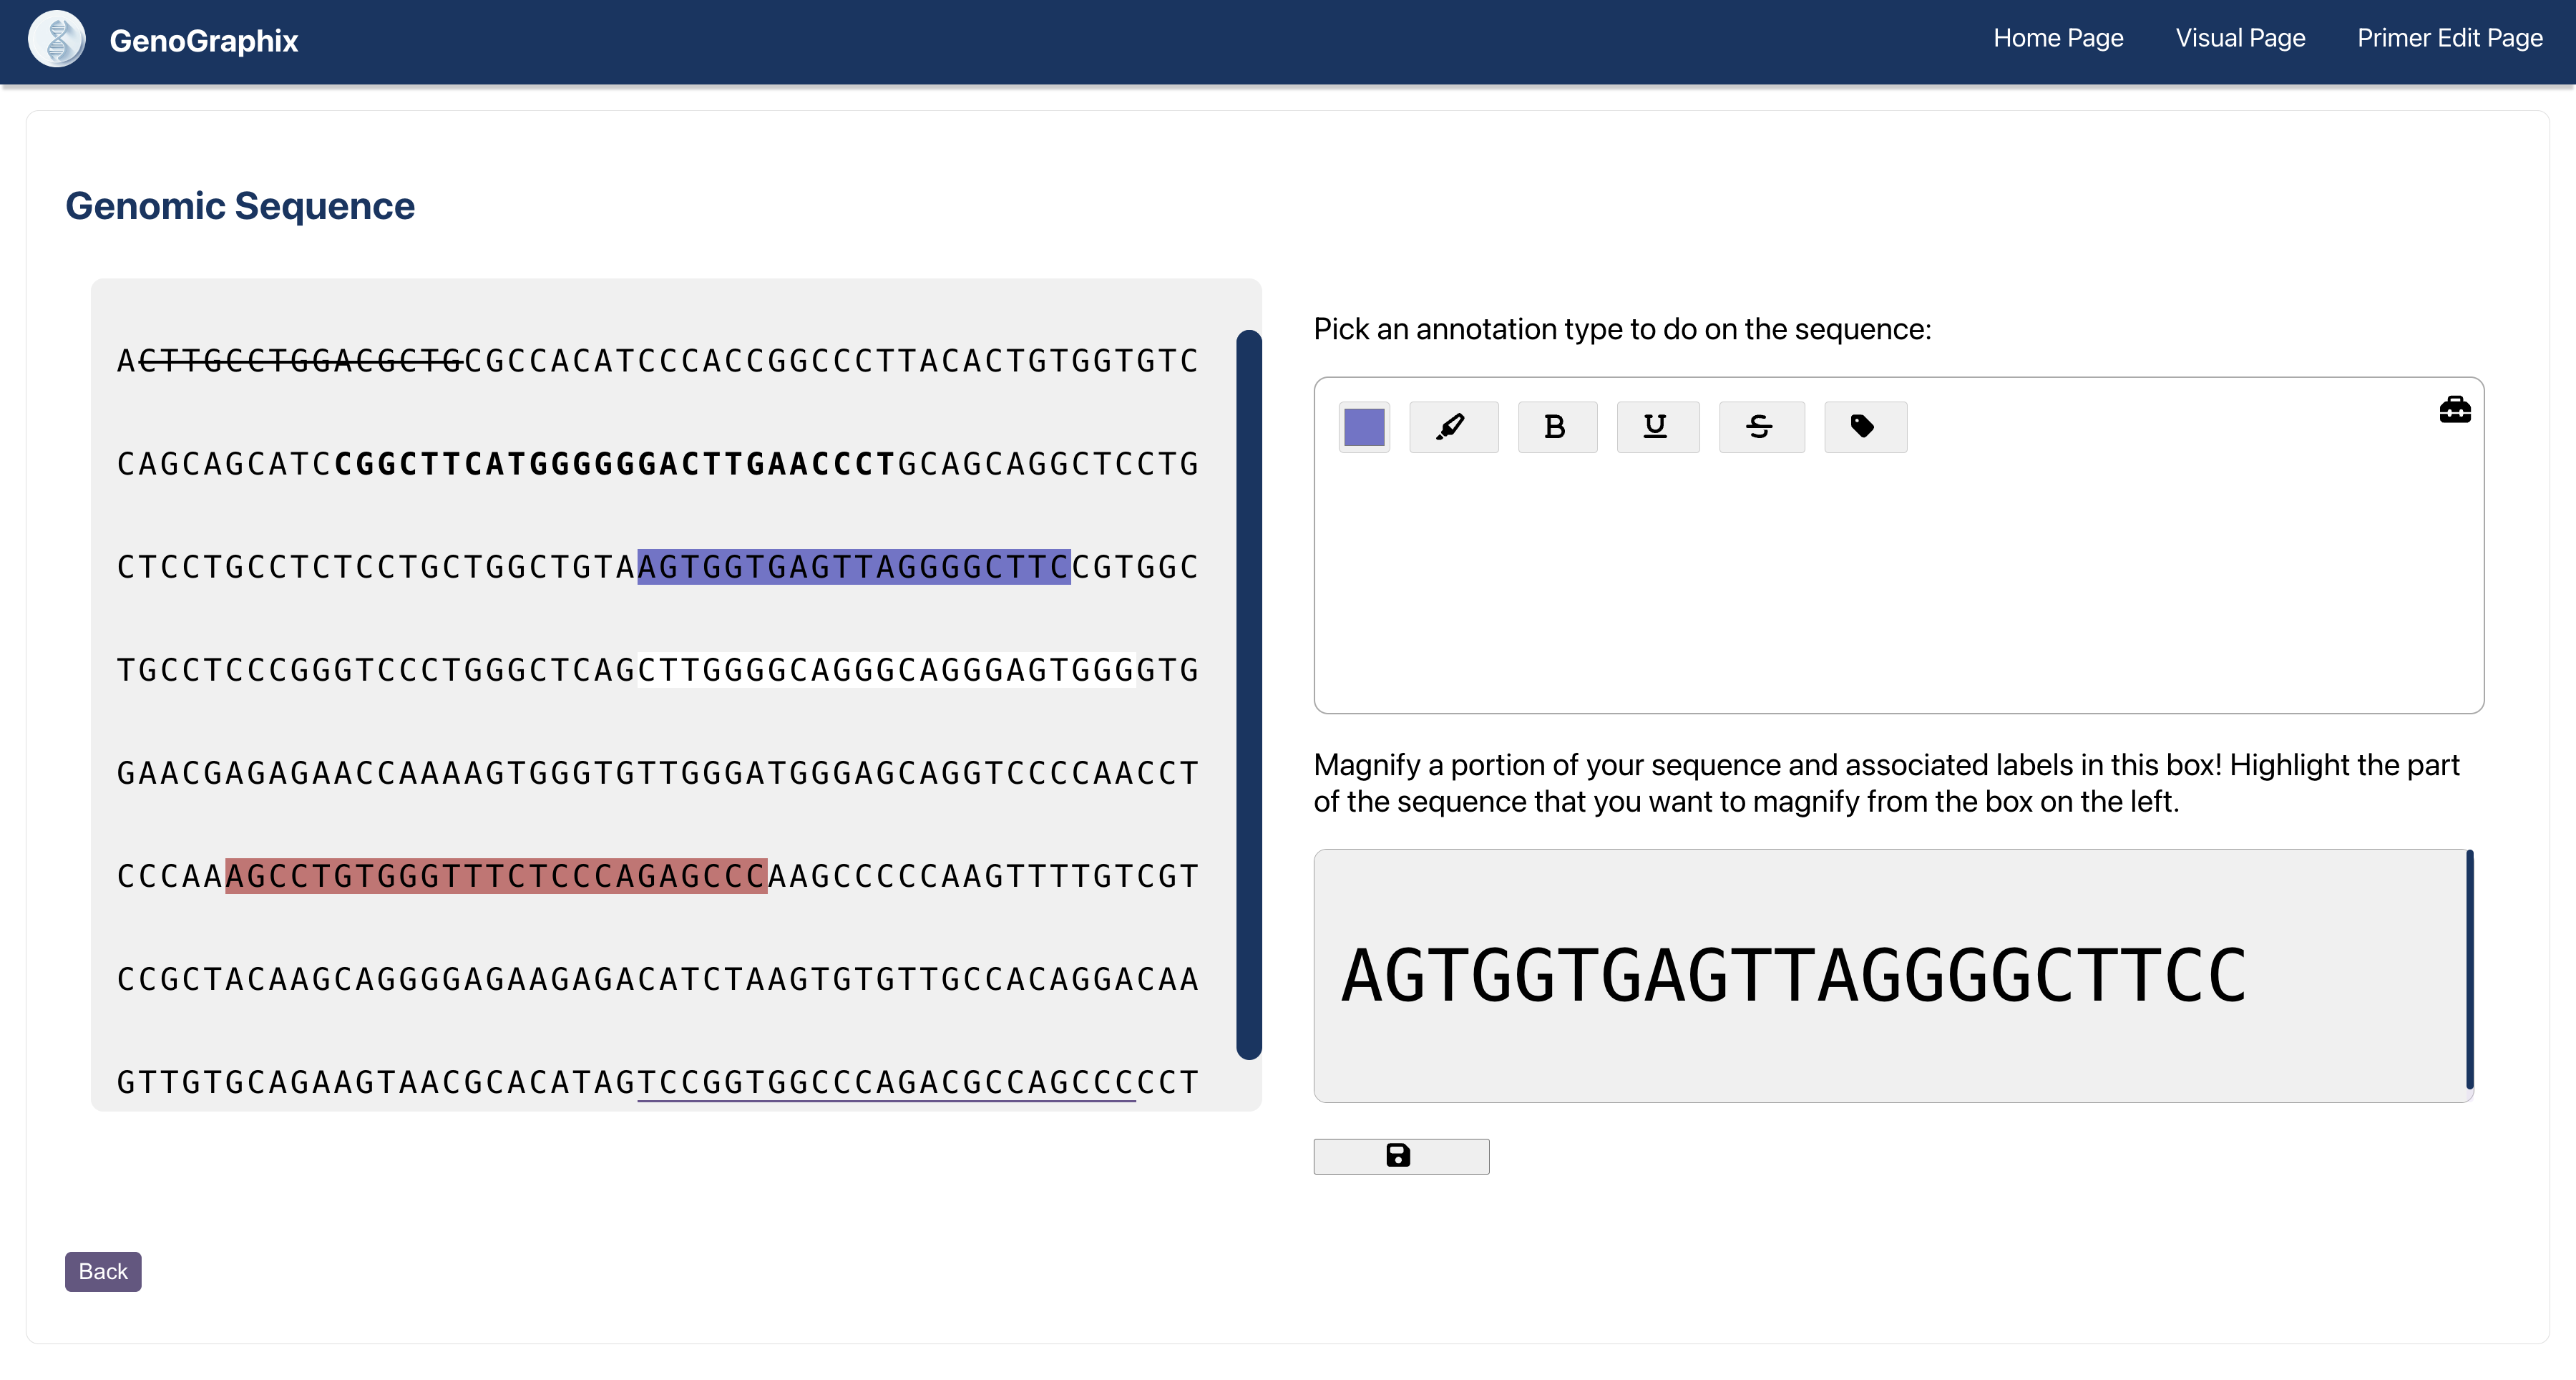 GenoGraphix
Home Page
Visual Page
Primer Edit Page
Genomic Sequence
ACTTGCCTGGACGCTGCGCCACATCCCACCGGCCCTTACACTGTGGTGTC
CAGCAGCATCCGGCTTCATGGGGGGACTTGAACCCTGCAGCAGGCTCCTG
CTCCTGCCTCTCCTGCTGGCTGTAAGTGGTGAGTTAGGGGCTTCCGTGGC
TGCCTCCCGGGTCCCTGGGCTCAGCTTGGGGCAGGGCAGGGAGTGGGGTG
GAACGAGAGAACCAAAAGTGGGTGTTGGGATGGGAGCAGGTCCCCAACCT
CCCAAAGCCTGTGGGTTTCTCCCAGAGCCCAAGCCCCCAAGTTTTGTCGT
CCGCTACAAGCAGGGGAGAAGAGACATCTAAGTGTGTTGCCACAGGACAA
GTTGTGCAGAAGTAACGCACATAGTCCGGTGGCCCAGACGCCAGCCCCCT
Pick an annotation type to do on the sequence:
B
U
S
Magnify a portion of your sequence and associated labels in this box! Highlight the part
of the sequence that you want to magnify from the box on the left.
AGTGGTGAGTTAGGGGCTTCC
Back